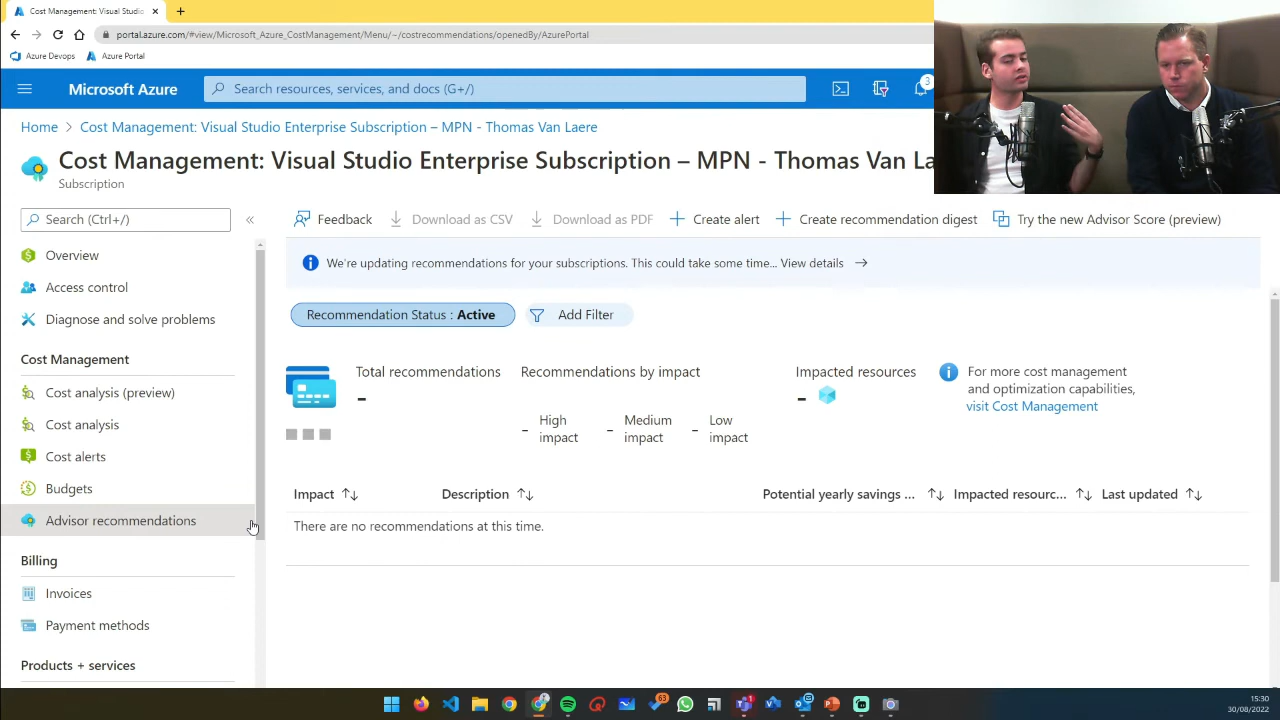 Cost Management: Visual Studio
portal.azure.com/#view/Microsoft_Azure_CostManagement/Menu/~/costrecommendations/openedBy/AzurePortal
Azure Devops
Azure Portal
Microsoft Azure
Search resources, services, and docs (G+/)
3
Home > Cost Management: Visual Studio Enterprise Subscription – MPN - Thomas Van Laere
Cost Management: Visual Studio Enterprise Subscription – MPN - Thomas Van La
Subscription
Search (Ctrl+/)
«
Feedback
Download as CSV
Download as PDF
Create alert
Create recommendation digest
Try the new Advisor Score (preview)
Overview
Access control
Diagnose and solve problems
Cost Management
Cost analysis (preview)
Cost analysis
Cost alerts
Budgets
Advisor recommendations
Billing
Invoices
Payment methods
Products + services
We're updating recommendations for your subscriptions. This could take some time... View details →
Recommendation Status : Active
Add Filter
Total recommendations
-
Recommendations by impact
- High impact
- Medium impact
- Low impact
Impacted resources
-
For more cost management
and optimization capabilities,
visit Cost Management
Impact ↑↓ Description ↑↓ Potential yearly savings ... ↑↓ Impacted resourc... ↑↓ Last updated ↑↓
There are no recommendations at this time.
63
15:30
30/08/2022